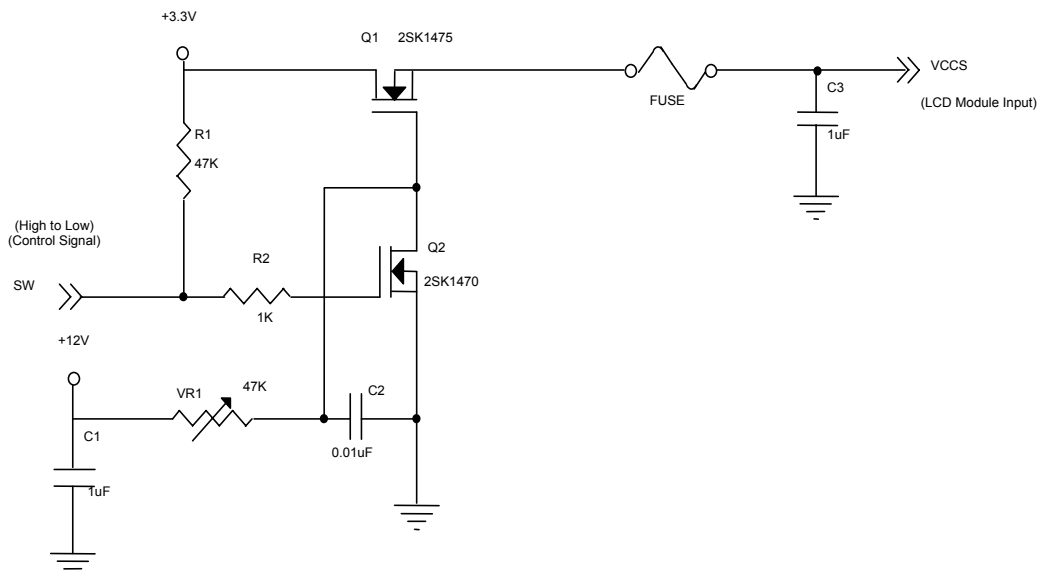 +3.3V
Q1 2SK1475
VCCS
FUSE
C3
(LCD Module Input)
1uF
R1
47K
(High to Low)
(Control Signal)
Q2
R2
SW
2SK1470
1K
+12V
VR1
47K
C2
C1
0.01uF
1uF